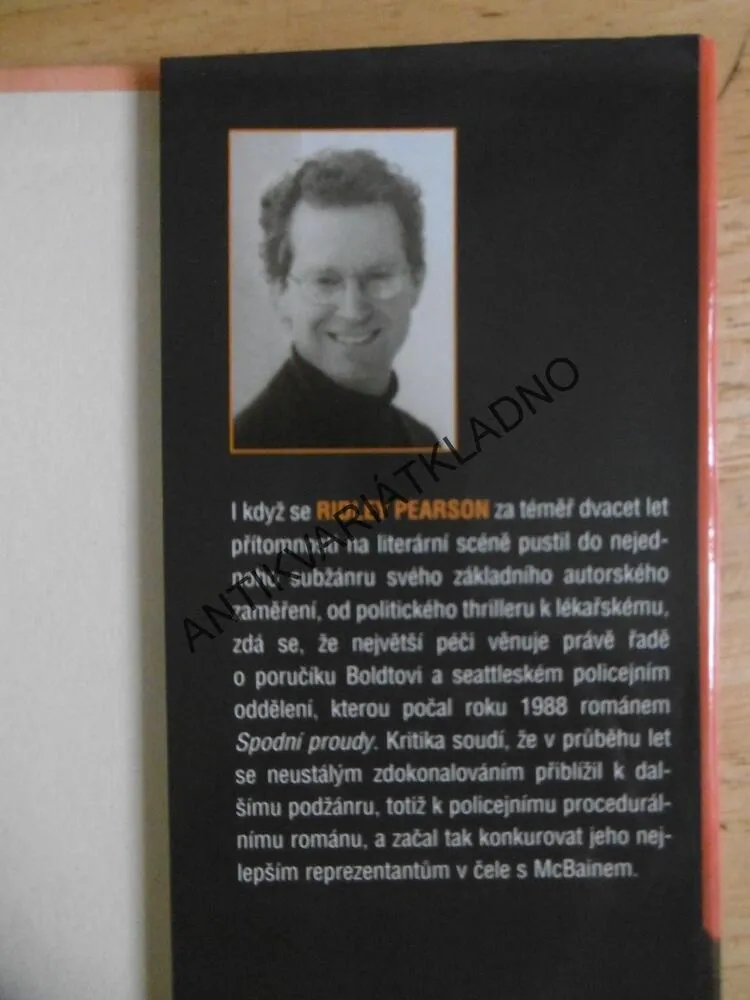 I když se RIDLEY PEARSON za téměř dvacet let
přítomnosti na literární scéně pustil do nejed-
noho subžánru svého základního autorského
zaměření, od politického thrilleru k lékařskému,
zdá se, že největší péči věnuje právě řadě
o poručíku Boldtovi a seattleském policejním
oddělení, kterou počal roku 1988 románem
Spodní proudy. Kritika soudí, že v průběhu let
se neustálým zdokonalováním přiblížil k dal-
šímu podžánru, totiž k policejnímu procedurál-
nímu románu, a začal tak konkurovat jeho nej-
lepším reprezentantům v čele s McBainem.
ANTIKVARIÁTKLADNO